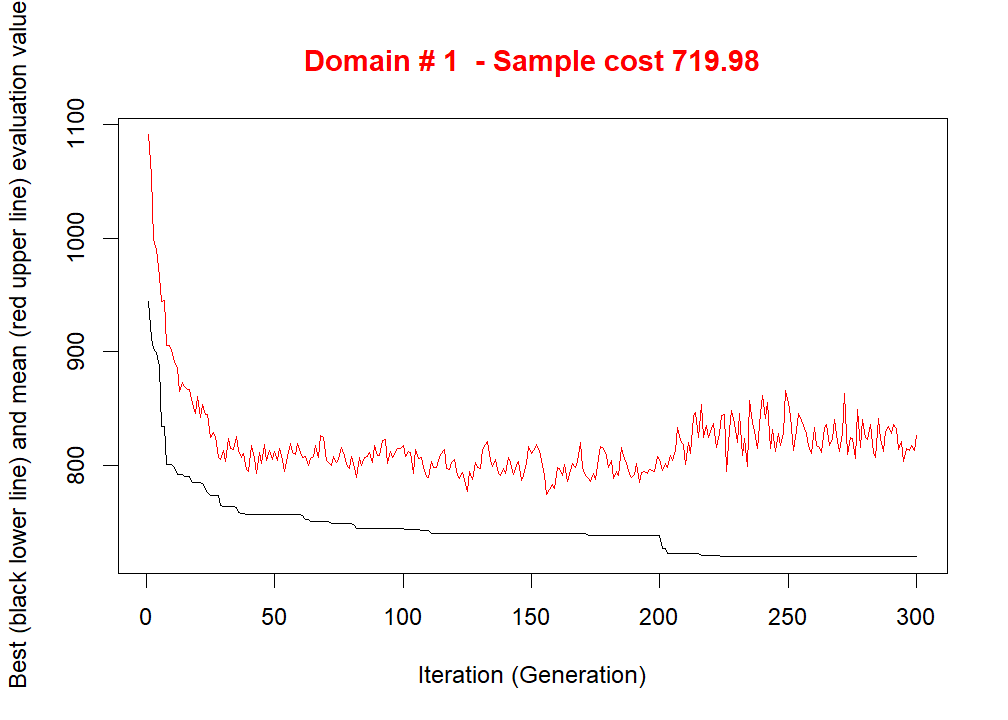 Domain # 1  - Sample cost 719.98
Best (black lower line) and mean (red upper line) evaluation value
1100
1000
900
800
0 50 100 150 200 250 300
Iteration (Generation)